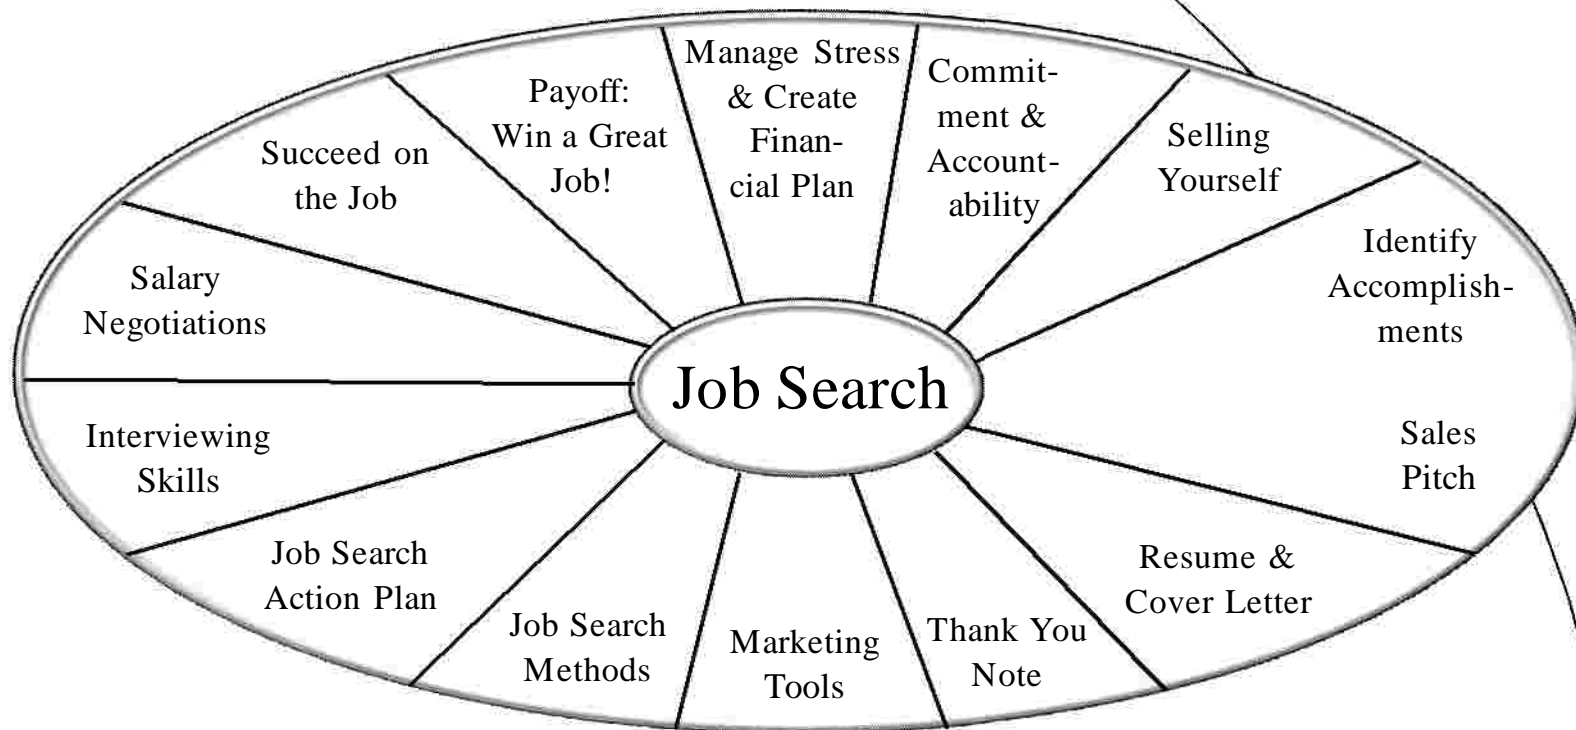 Manage Stress
& Create
Finan-
cial Plan
Commit-
ment &
Account-
ability
Selling
Yourself
Identify
Accomplish-
ments
Sales
Pitch
Resume &
Cover Letter
Thank You
Note
Marketing
Tools
Job Search
Methods
Job Search
Action Plan
Interviewing
Skills
Salary
Negotiations
Succeed on
the Job
Payoff:
Win a Great
Job!
Job Search